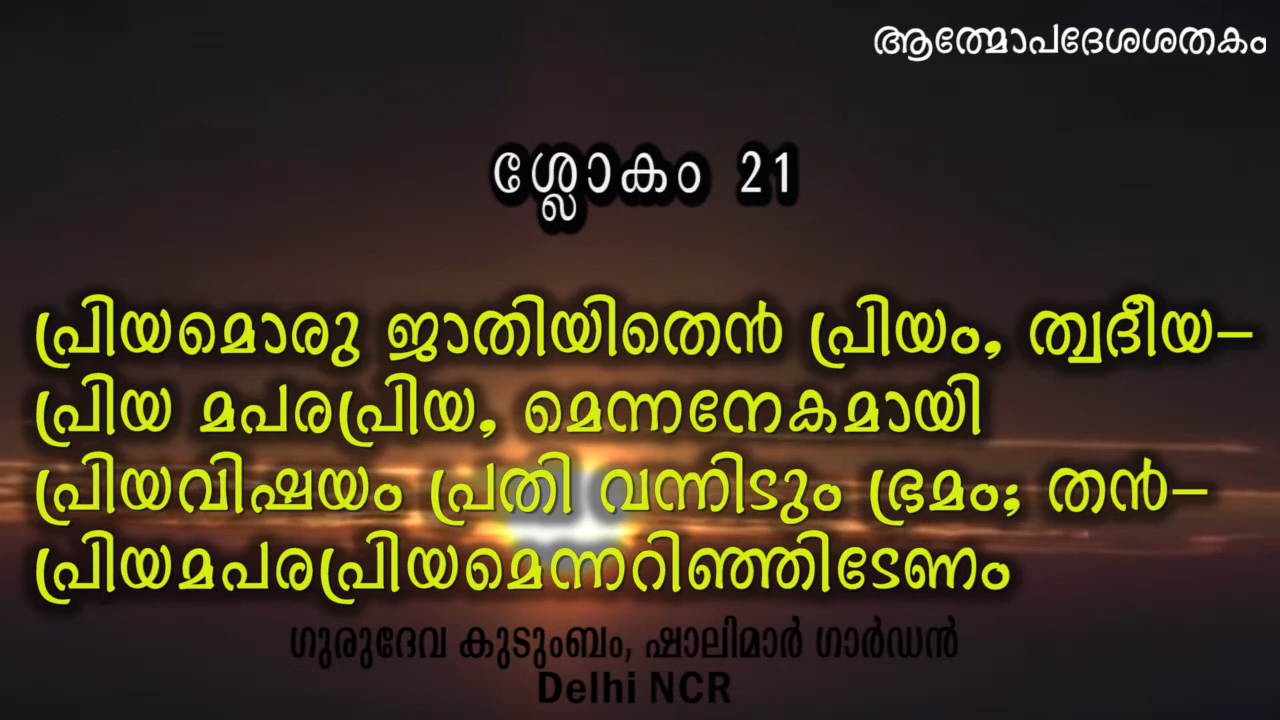 ആത്മോപദേശശതകം
ശ്ലോകം 21
പ്രിയമൊരു ജാതിയിതെൻ പ്രിയം, ത്വദീയ-
പ്രിയ മപരപ്രിയ, മെന്നനേകമായി
പ്രിയവിഷയം പ്രതി വന്നിടും ഭ്രമം; തൻ-
പ്രിയമപരപ്രിയമെന്നറിഞ്ഞിടേണം
ഗുരുദേവ കുടുംബം, ഷാലിമാർ ഗാർഡൻ
Delhi NCR